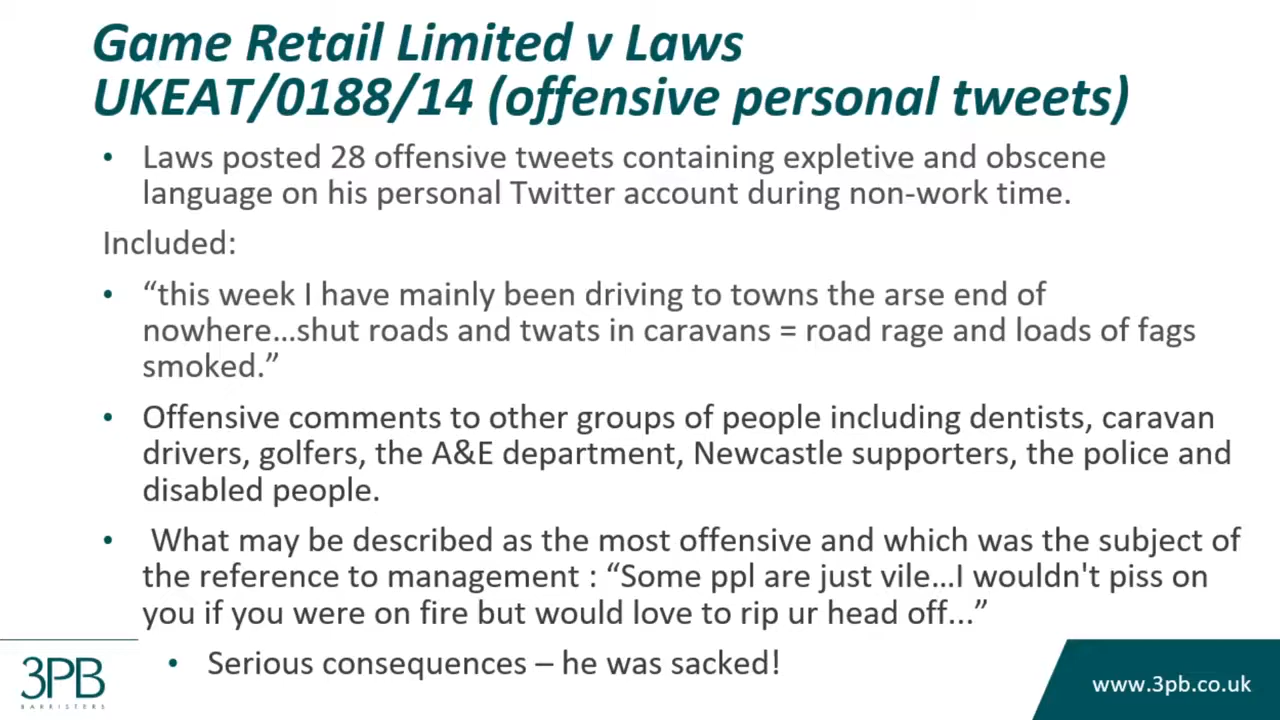 Game Retail Limited v Laws
UKEAT/0188/14 (offensive personal tweets)
• Laws posted 28 offensive tweets containing expletive and obscene
language on his personal Twitter account during non-work time.
Included:
• “this week I have mainly been driving to towns the arse end of
nowhere...shut roads and twats in caravans = road rage and loads of fags
smoked.”
• Offensive comments to other groups of people including dentists, caravan
drivers, golfers, the A&E department, Newcastle supporters, the police and
disabled people.
• What may be described as the most offensive and which was the subject of
the reference to management : “Some ppl are just vile...I wouldn't piss on
you if you were on fire but would love to rip ur head off...”
• Serious consequences – he was sacked!
3PB
BARRISTERS
www.3pb.co.uk